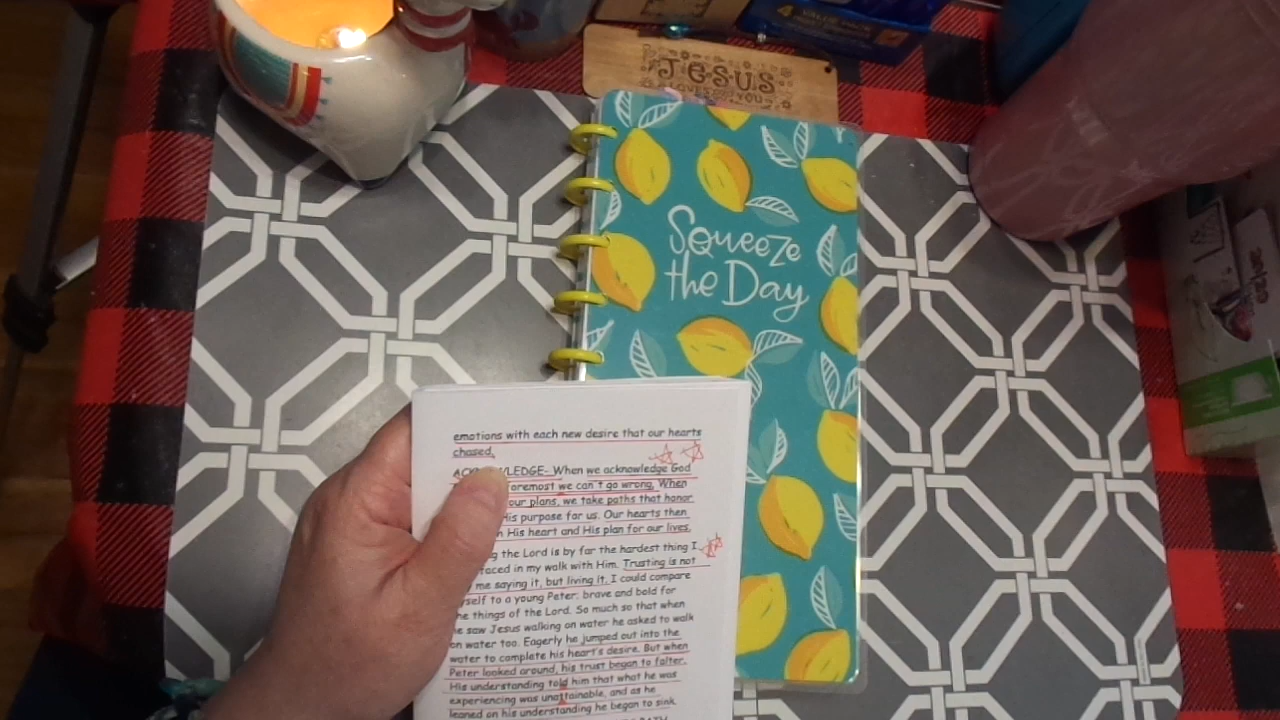 JESUS
LOVES YOU
Squeeze
the Day
emotions with each new desire that our hearts
chased.
When we acknowledge God
foremost we can't go wrong. When
our plans, we take paths that honor
His purpose for us. Our hearts then
His heart and His plan for our lives.
the Lord is by far the hardest thing I
faced in my walk with Him. Trusting is not
me saying it, but living it. I could compare
myself to a young Peter; brave and bold for
the things of the Lord. So much so that when
he saw Jesus walking on water he asked to walk
on water too. Eagerly he jumped out into the
water to complete his heart's desire. But when
Peter looked around, his trust began to falter.
His understanding told him that what he was
experiencing was unattainable, and as he
leaned on his understanding he began to sink.